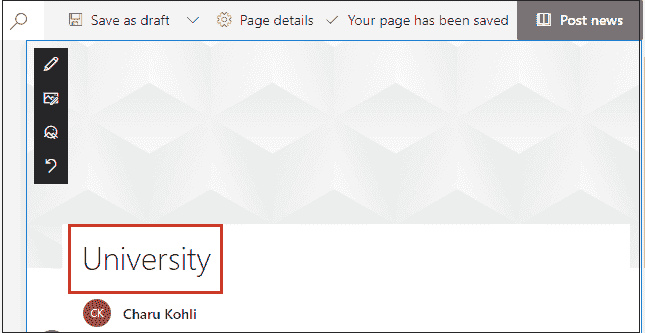 Save as draft Page details Your page has been saved Post news
University
CK Charu Kohli